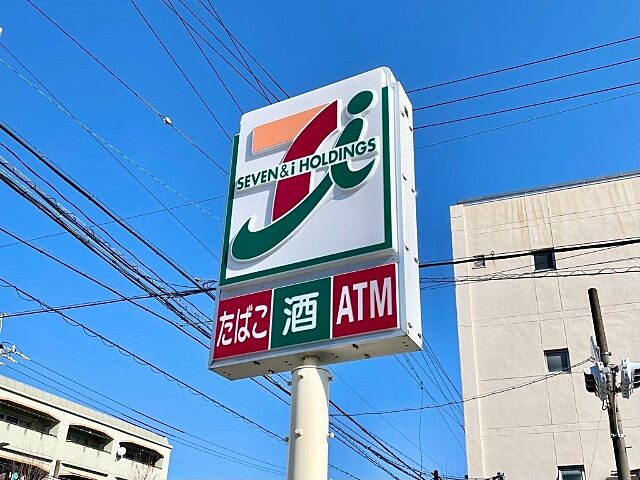 SEVEN & i HOLDINGS
たばこ 酒 ATM